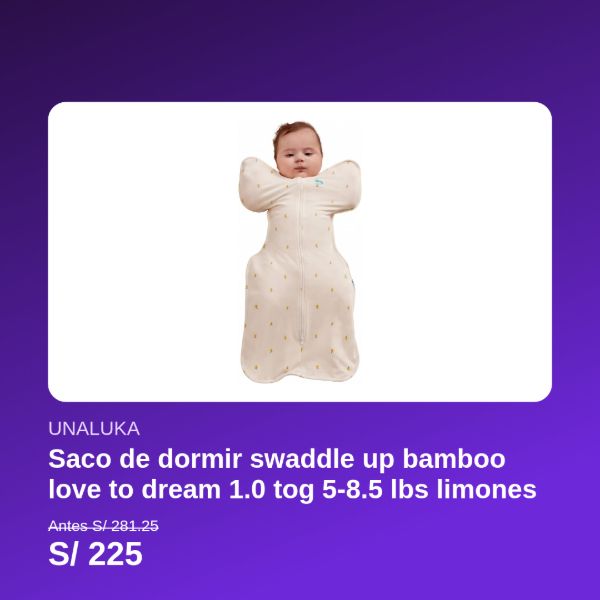 UNALUKA
Saco de dormir swaddle up bamboo
love to dream 1.0 tog 5-8.5 lbs limones
Antes S/ 281.25
S/ 225